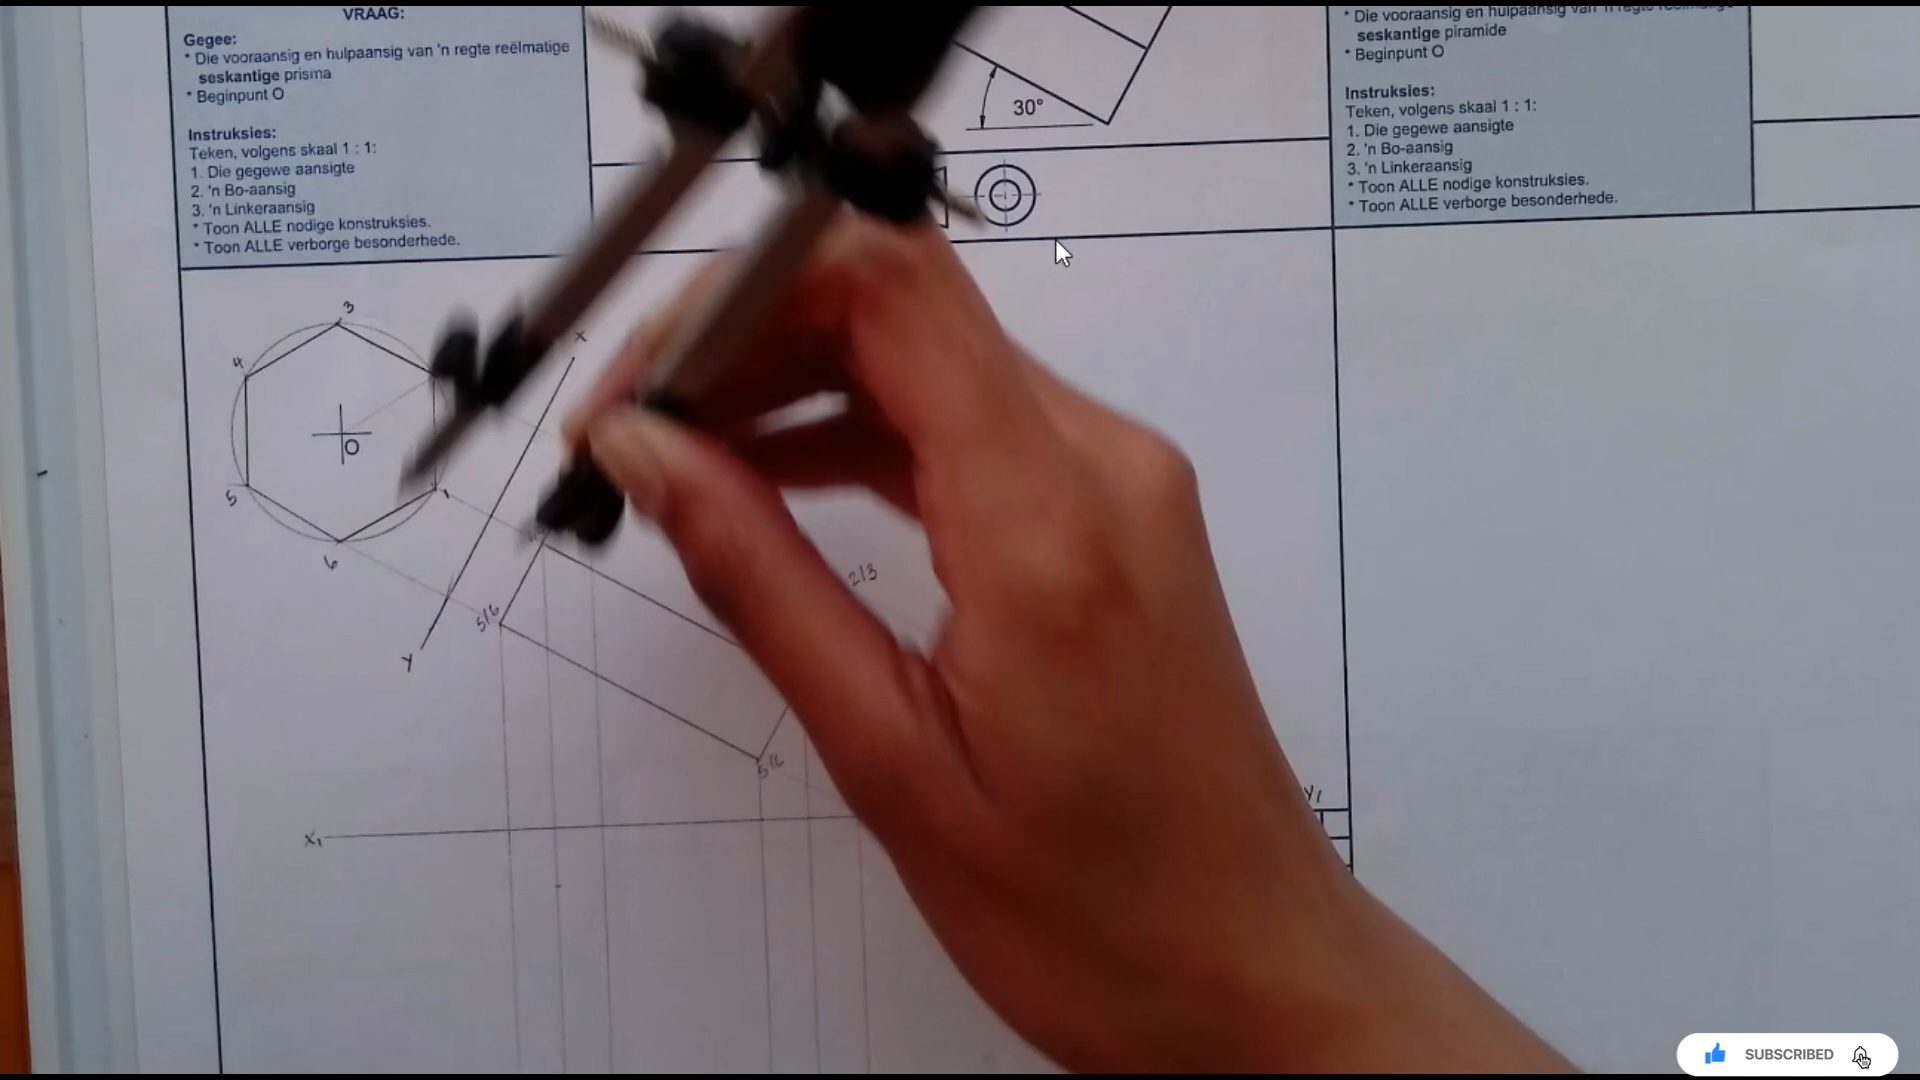 VRAAG:
Gegee:
* Die vooraansig en hulpaansig van 'n regte reëlmatige
seskantige prisma
* Beginpunt O
Instruksies:
Teken, volgens skaal 1 : 1:
1. Die gegewe aansigte
2. 'n Bo-aansig
3. 'n Linkeraansig
* Toon ALLE nodige konstruksies.
* Toon ALLE verborge besonderhede.
30°
* Die vooraansig en hulpaansig van 'n regte reëlmatige
seskantige piramide
* Beginpunt O
Instruksies:
Teken, volgens skaal 1 : 1:
1. Die gegewe aansigte
2. 'n Bo-aansig
3. 'n Linkeraansig
* Toon ALLE nodige konstruksies.
* Toon ALLE verborge besonderhede.
3
4
O
5
1
6
X
Y
5/6
2/3
5/6
X1
Y1
SUBSCRIBED